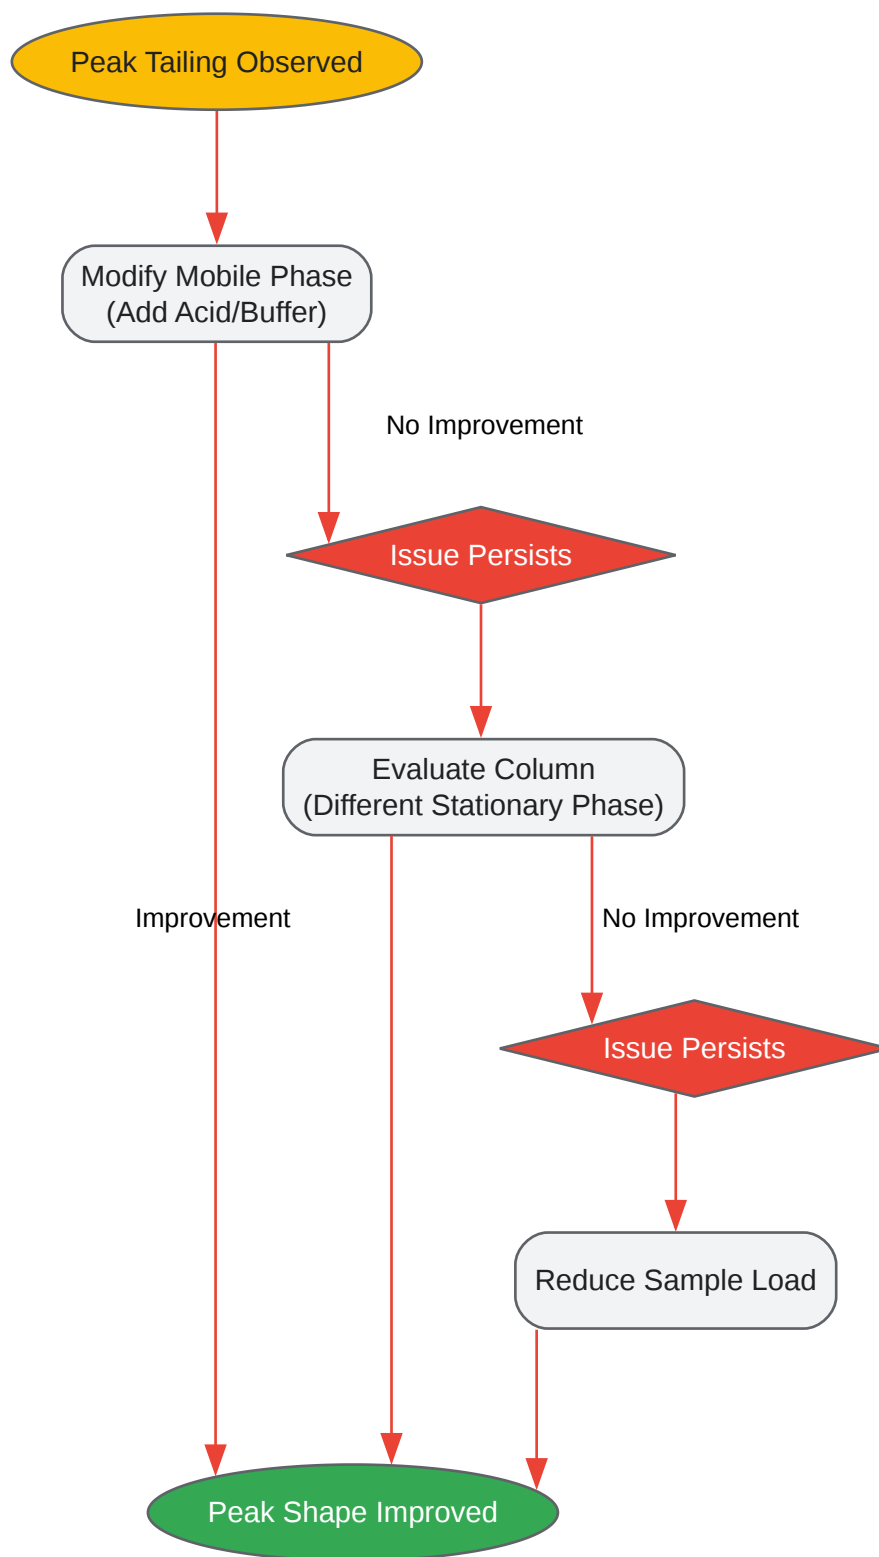 Peak Tailing Observed
Modify Mobile Phase
(Add Acid/Buffer)
No Improvement
Issue Persists
Evaluate Column
(Different Stationary Phase)
Improvement
No Improvement
Issue Persists
Reduce Sample Load
Peak Shape Improved